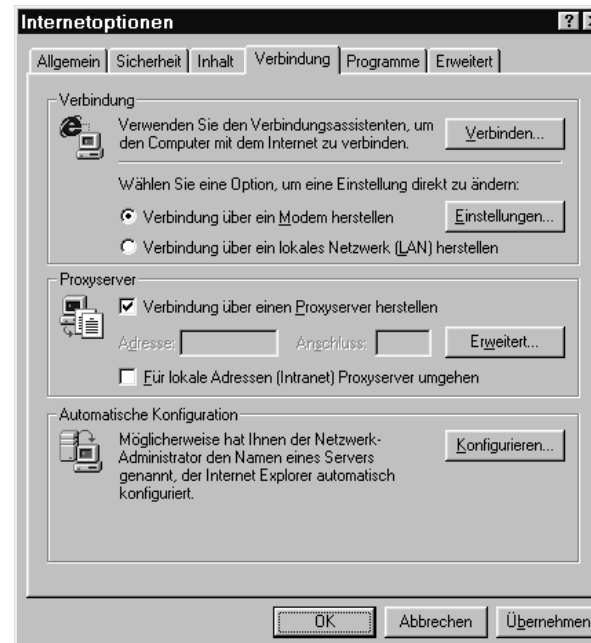 Internetoptionen
Allgemein Sicherheit Inhalt Verbindung Programme Erweitert
Verbindung
Verwenden Sie den Verbindungsassistenten, um
den Computer mit dem Internet zu verbinden.
Verbinden...
Wählen Sie eine Option, um eine Einstellung direkt zu ändern:
Verbindung über ein Modem herstellen
Einstellungen...
Verbindung über ein lokales Netzwerk (LAN) herstellen
Proxyserver
Verbindung über einen Proxyserver herstellen
Adresse: Anschluss: Erweitert...
Für lokale Adressen (Intranet) Proxyserver umgehen
Automatische Konfiguration
Möglicherweise hat Ihnen der Netzwerk-
Administrator den Namen eines Servers
genannt, der Internet Explorer automatisch
konfiguriert.
Konfigurieren...
OK Abbrechen Übernehmen